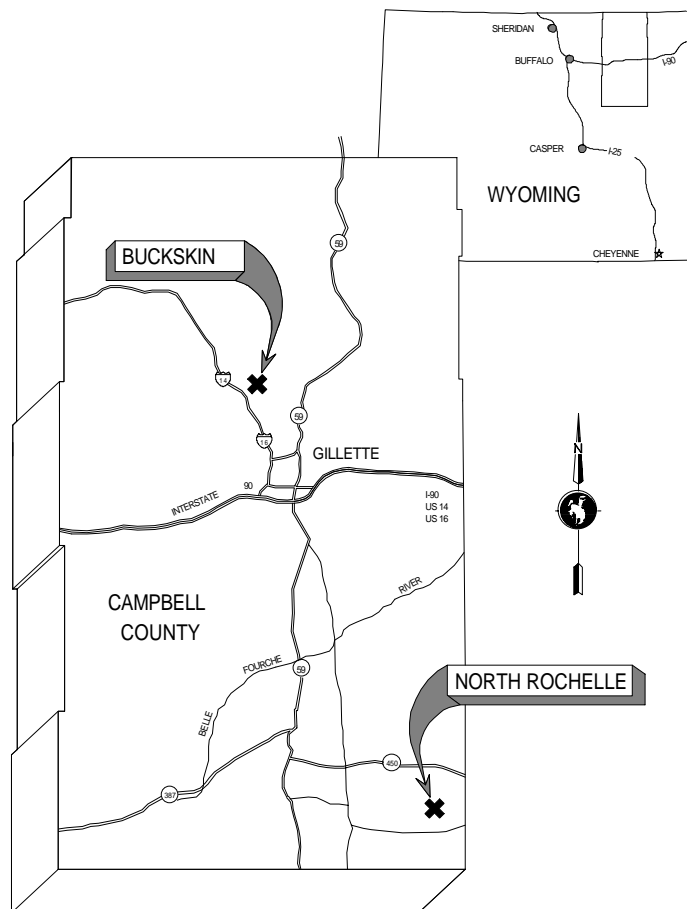 SHERIDAN
BUFFALO
I-90
CASPER
I-25
WYOMING
CHEYENNE
59
BUCKSKIN
14
59
16
GILLETTE
90
INTERSTATE
I-90
US 14
US 16
N
CAMPBELL
COUNTY
RIVER
FOURCHE
BELLE
59
NORTH ROCHELLE
450
387